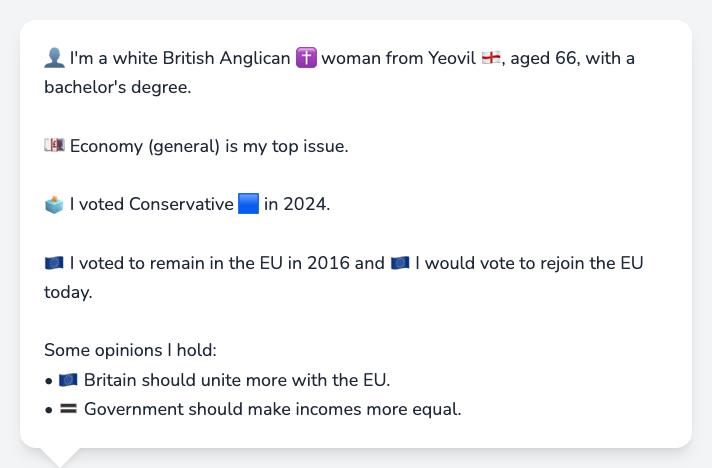 👤 I'm a white British Anglican ✝️ woman from Yeovil 🏴󠁧󠁢󠁥󠁮󠁧󠁿, aged 66, with a
bachelor's degree.
💷 Economy (general) is my top issue.
🗳️ I voted Conservative 🟦 in 2024.
🇪🇺 I voted to remain in the EU in 2016 and 🇪🇺 I would vote to rejoin the EU
today.
Some opinions I hold:
• 🇪🇺 Britain should unite more with the EU.
• 🟰 Government should make incomes more equal.